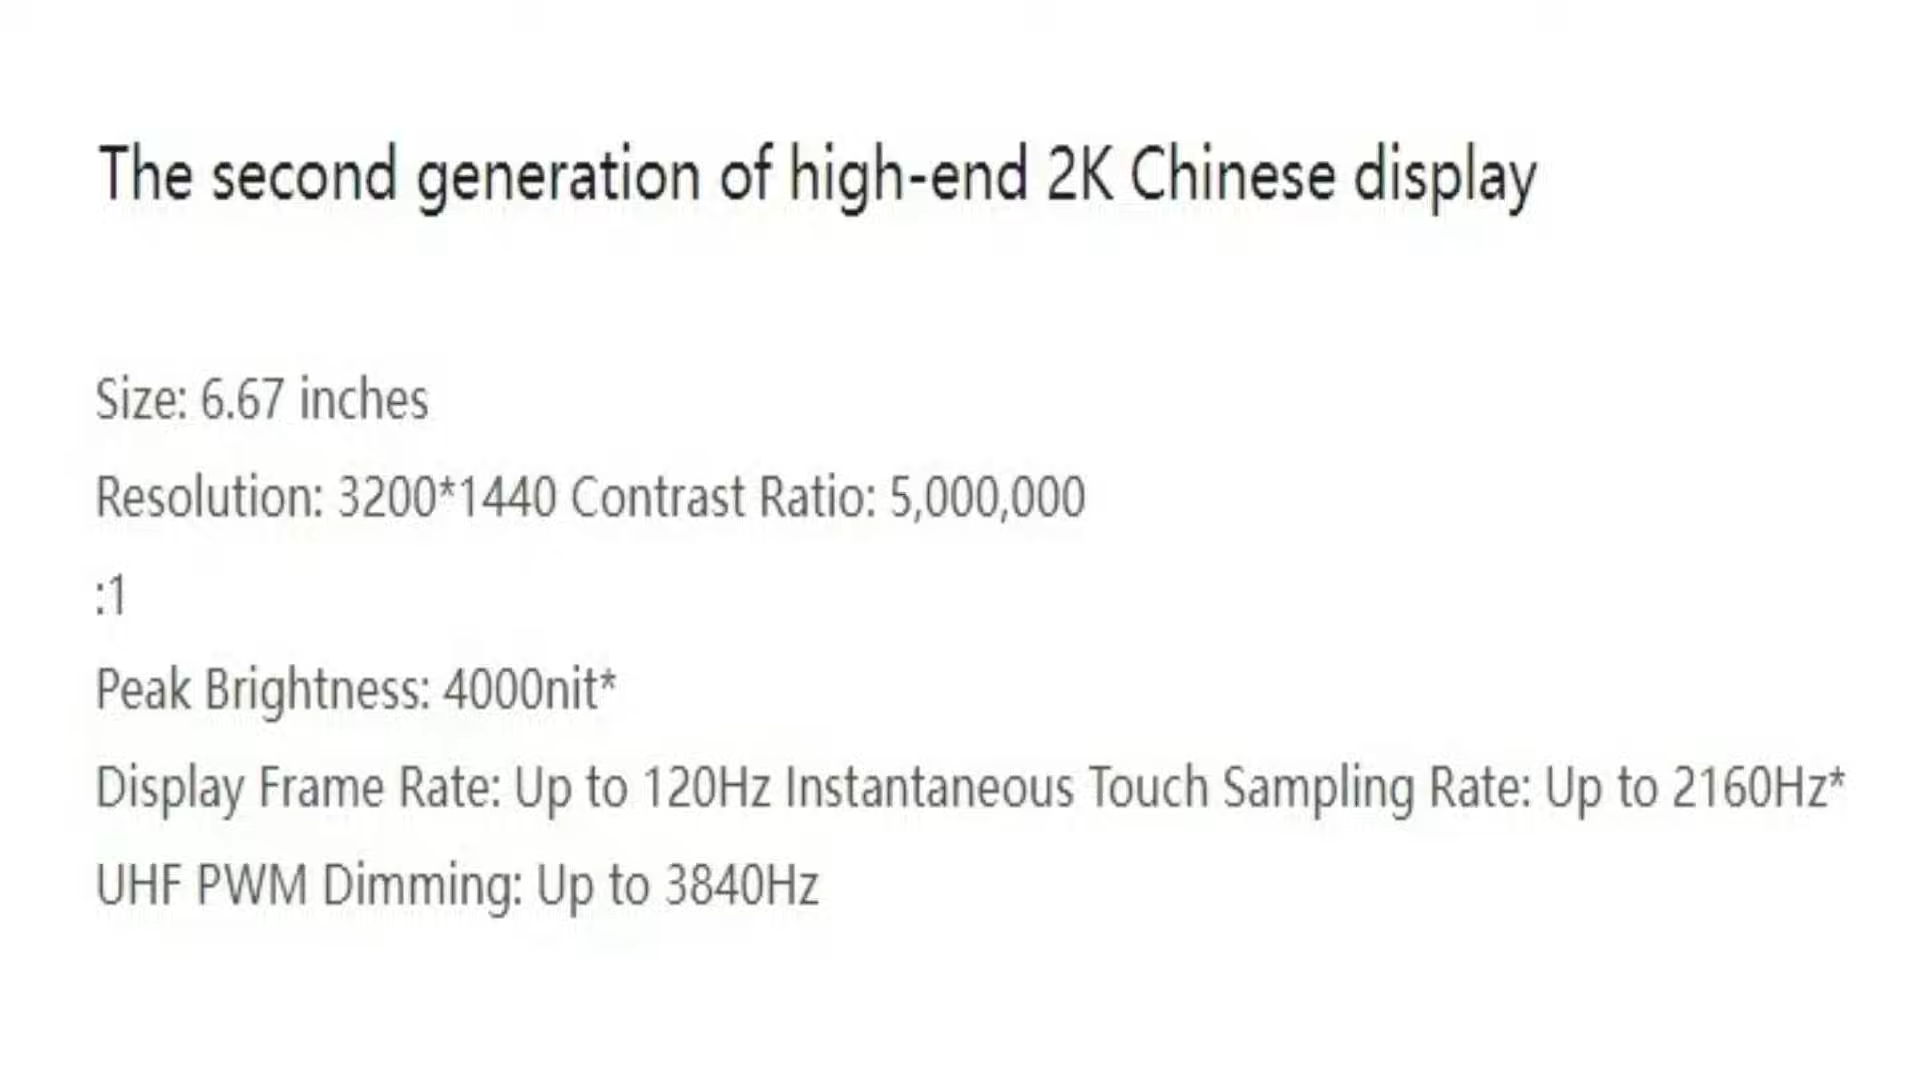 The second generation of high-end 2K Chinese display
Size: 6.67 inches
Resolution: 3200*1440 Contrast Ratio: 5,000,000
:1
Peak Brightness: 4000nit*
Display Frame Rate: Up to 120Hz Instantaneous Touch Sampling Rate: Up to 2160Hz*
UHF PWM Dimming: Up to 3840Hz